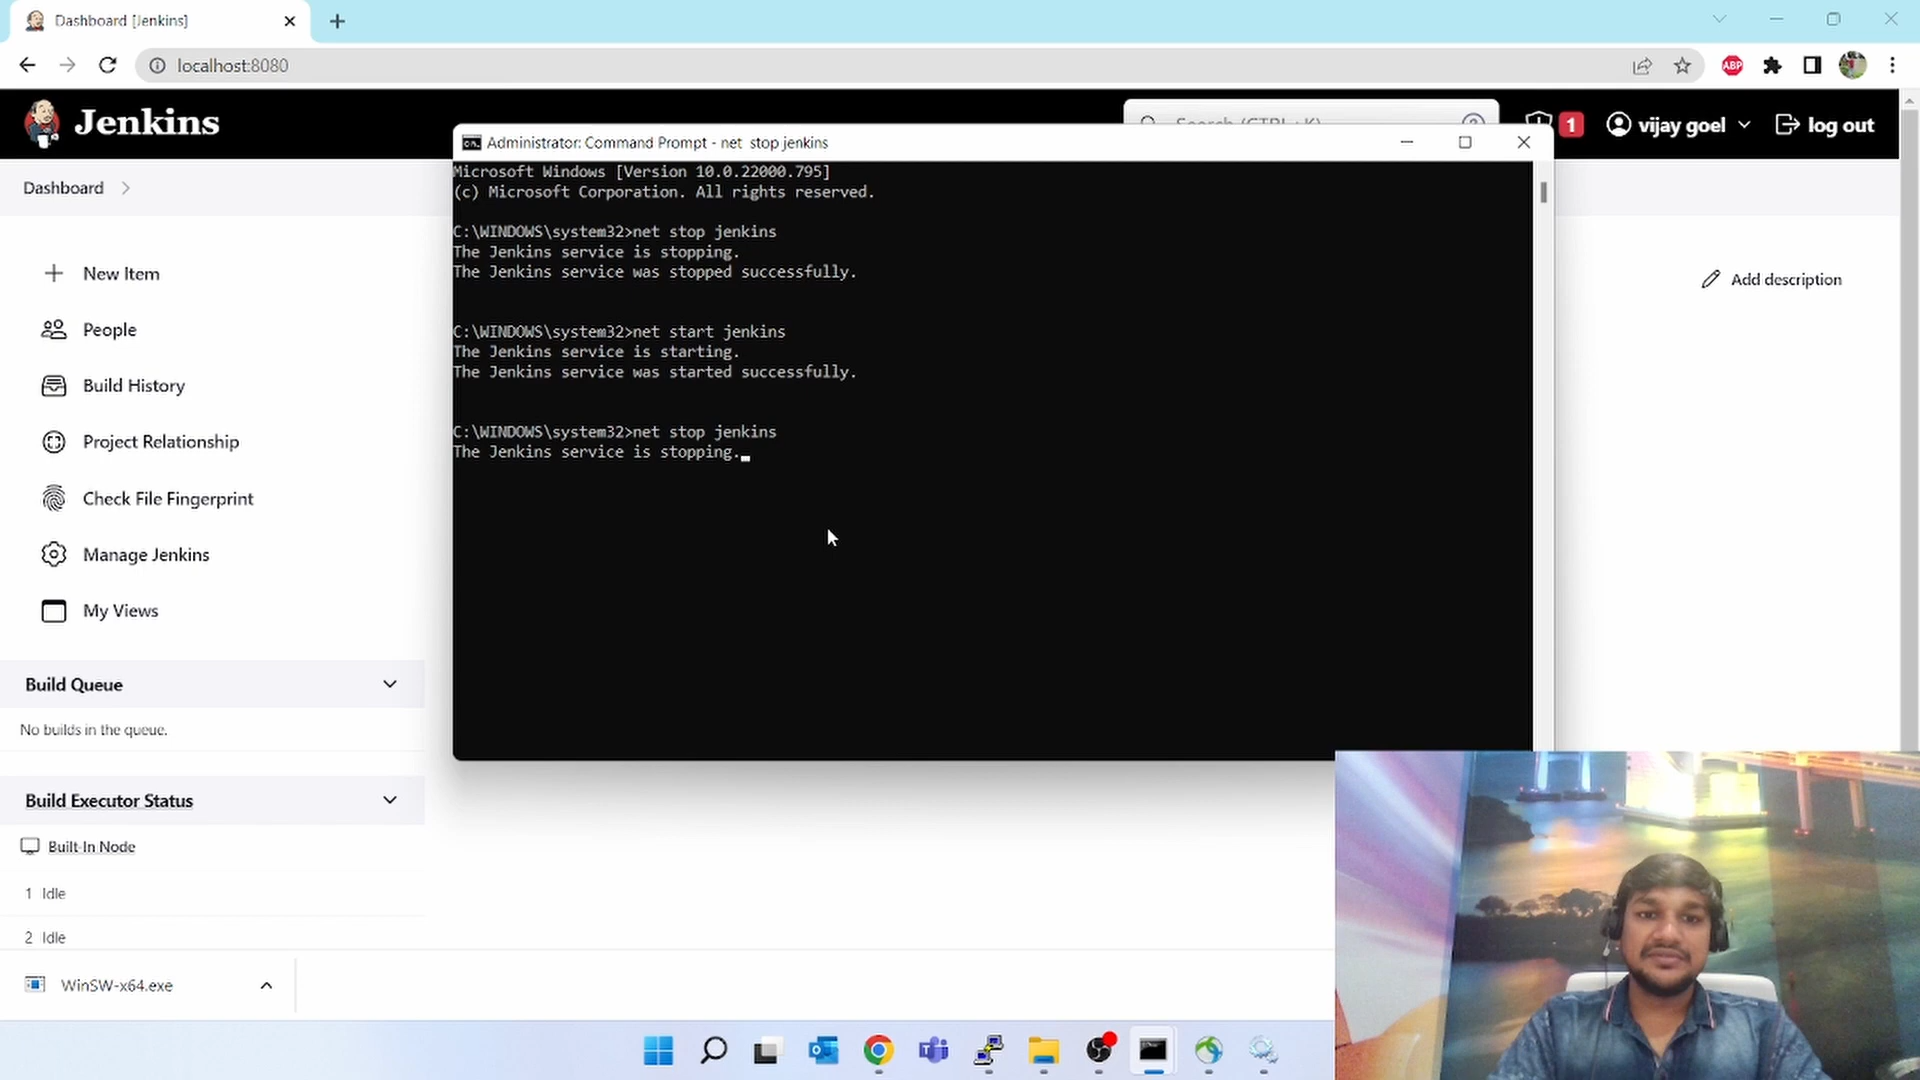 Dashboard [Jenkins]
localhost:8080
ABP
Jenkins
Search (CTRL+K)
1
vijay goel
log out
Administrator: Command Prompt - net  stop jenkins
Dashboard
Microsoft Windows [Version 10.0.22000.795]
(c) Microsoft Corporation. All rights reserved.
C:\WINDOWS\system32>net stop jenkins
The Jenkins service is stopping.
The Jenkins service was stopped successfully.
C:\WINDOWS\system32>net start jenkins
The Jenkins service is starting.
The Jenkins service was started successfully.
C:\WINDOWS\system32>net stop jenkins
The Jenkins service is stopping.
New Item
People
Build History
Project Relationship
Check File Fingerprint
Manage Jenkins
My Views
Add description
Build Queue
No builds in the queue.
Build Executor Status
Built-In Node
1 Idle
2 Idle
WinSW-x64.exe